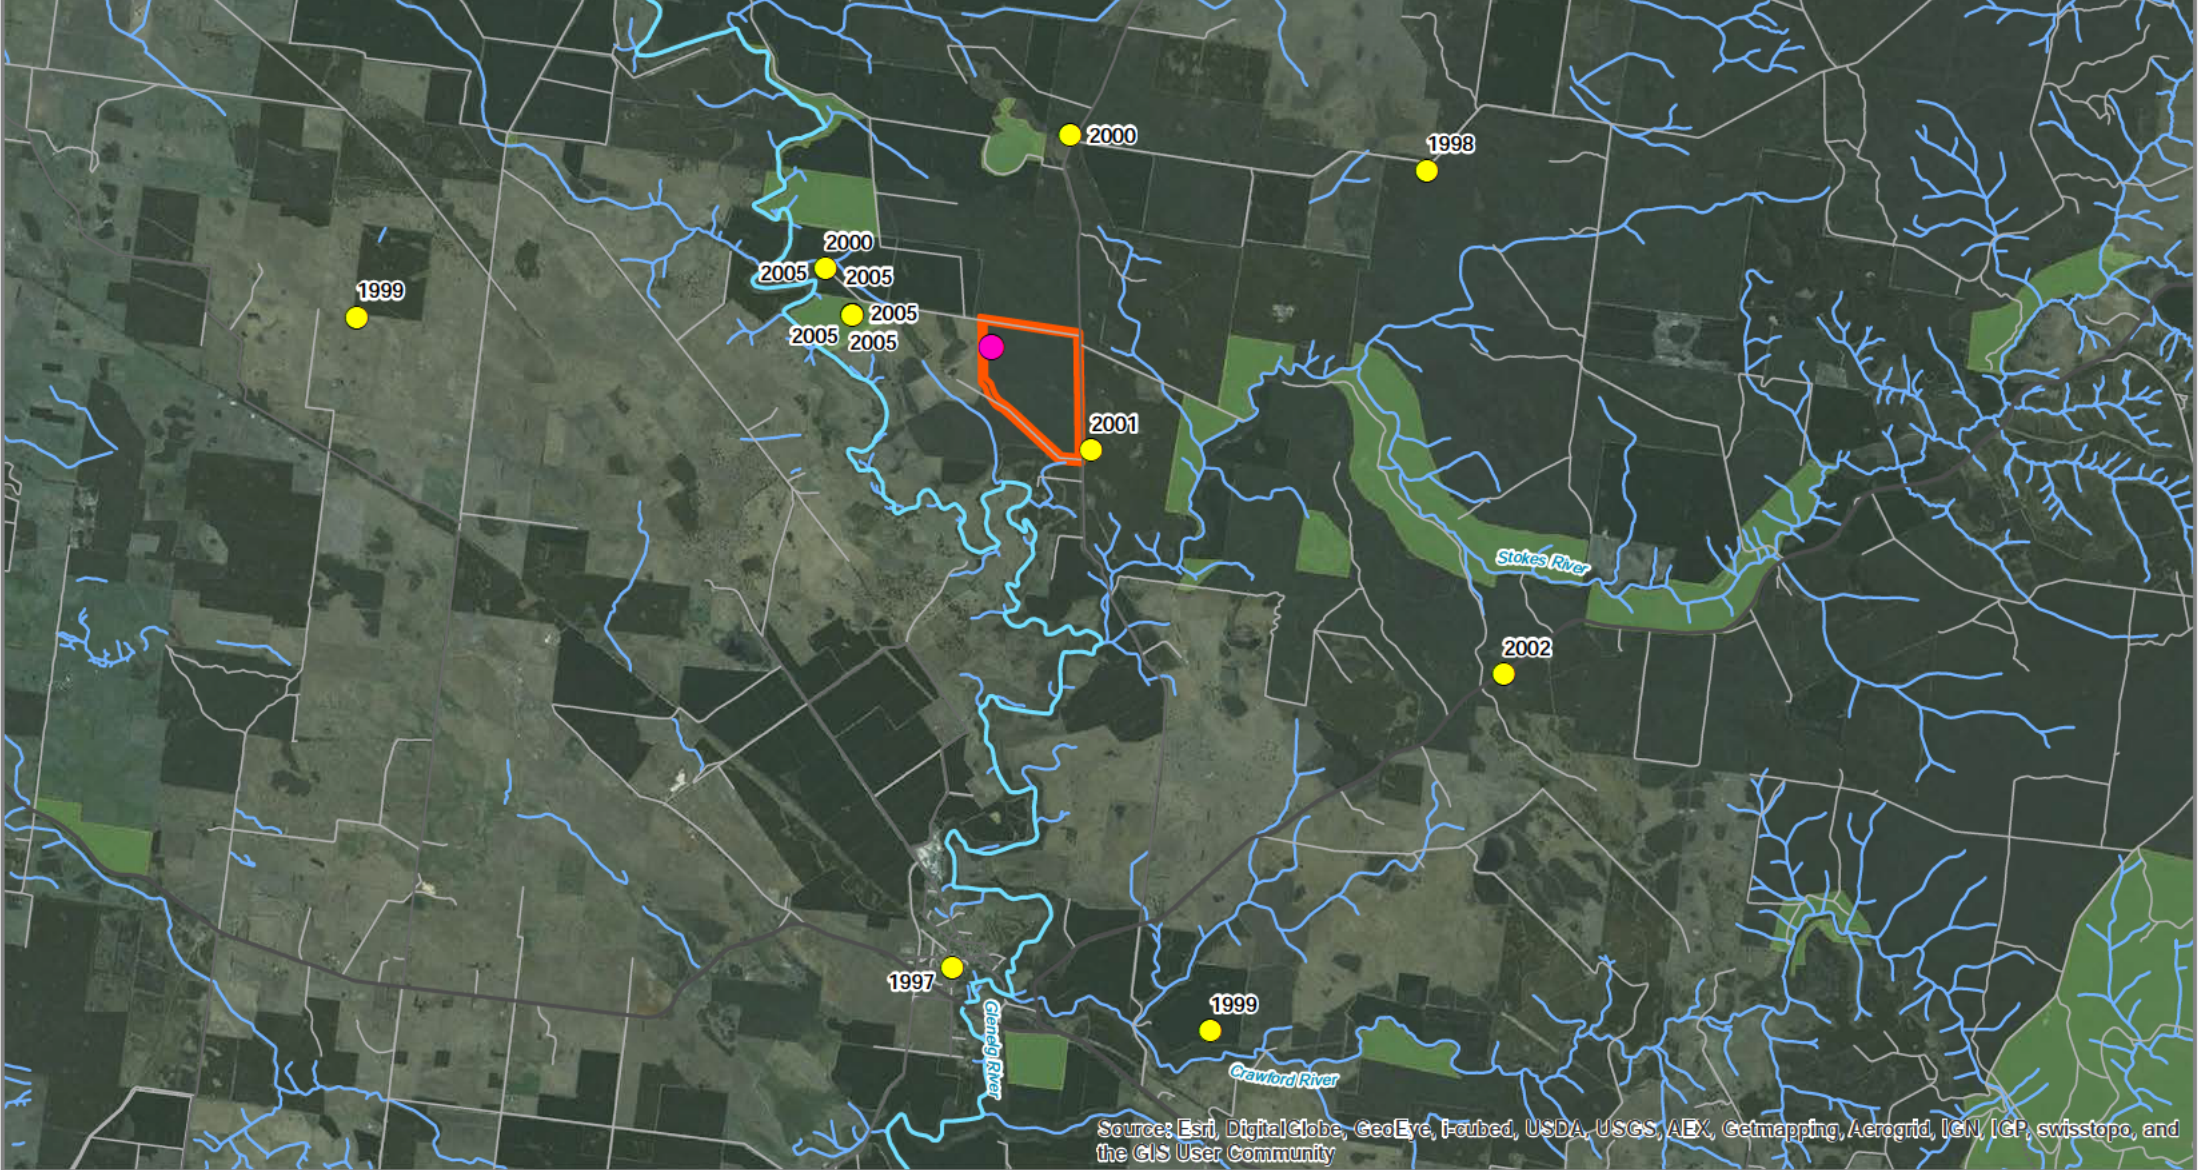 2000
1998
2000
2005
2005
1999
2005
2005
2005
2001
Stokes River
2002
1997
1999
Glenelg River
Crawford River
Source: Esri, DigitalGlobe, GeoEye, i-cubed, USDA, USGS, AEX, Getmapping, Aerogrid, IGN, IGP, swisstopo, and
the GIS User Community